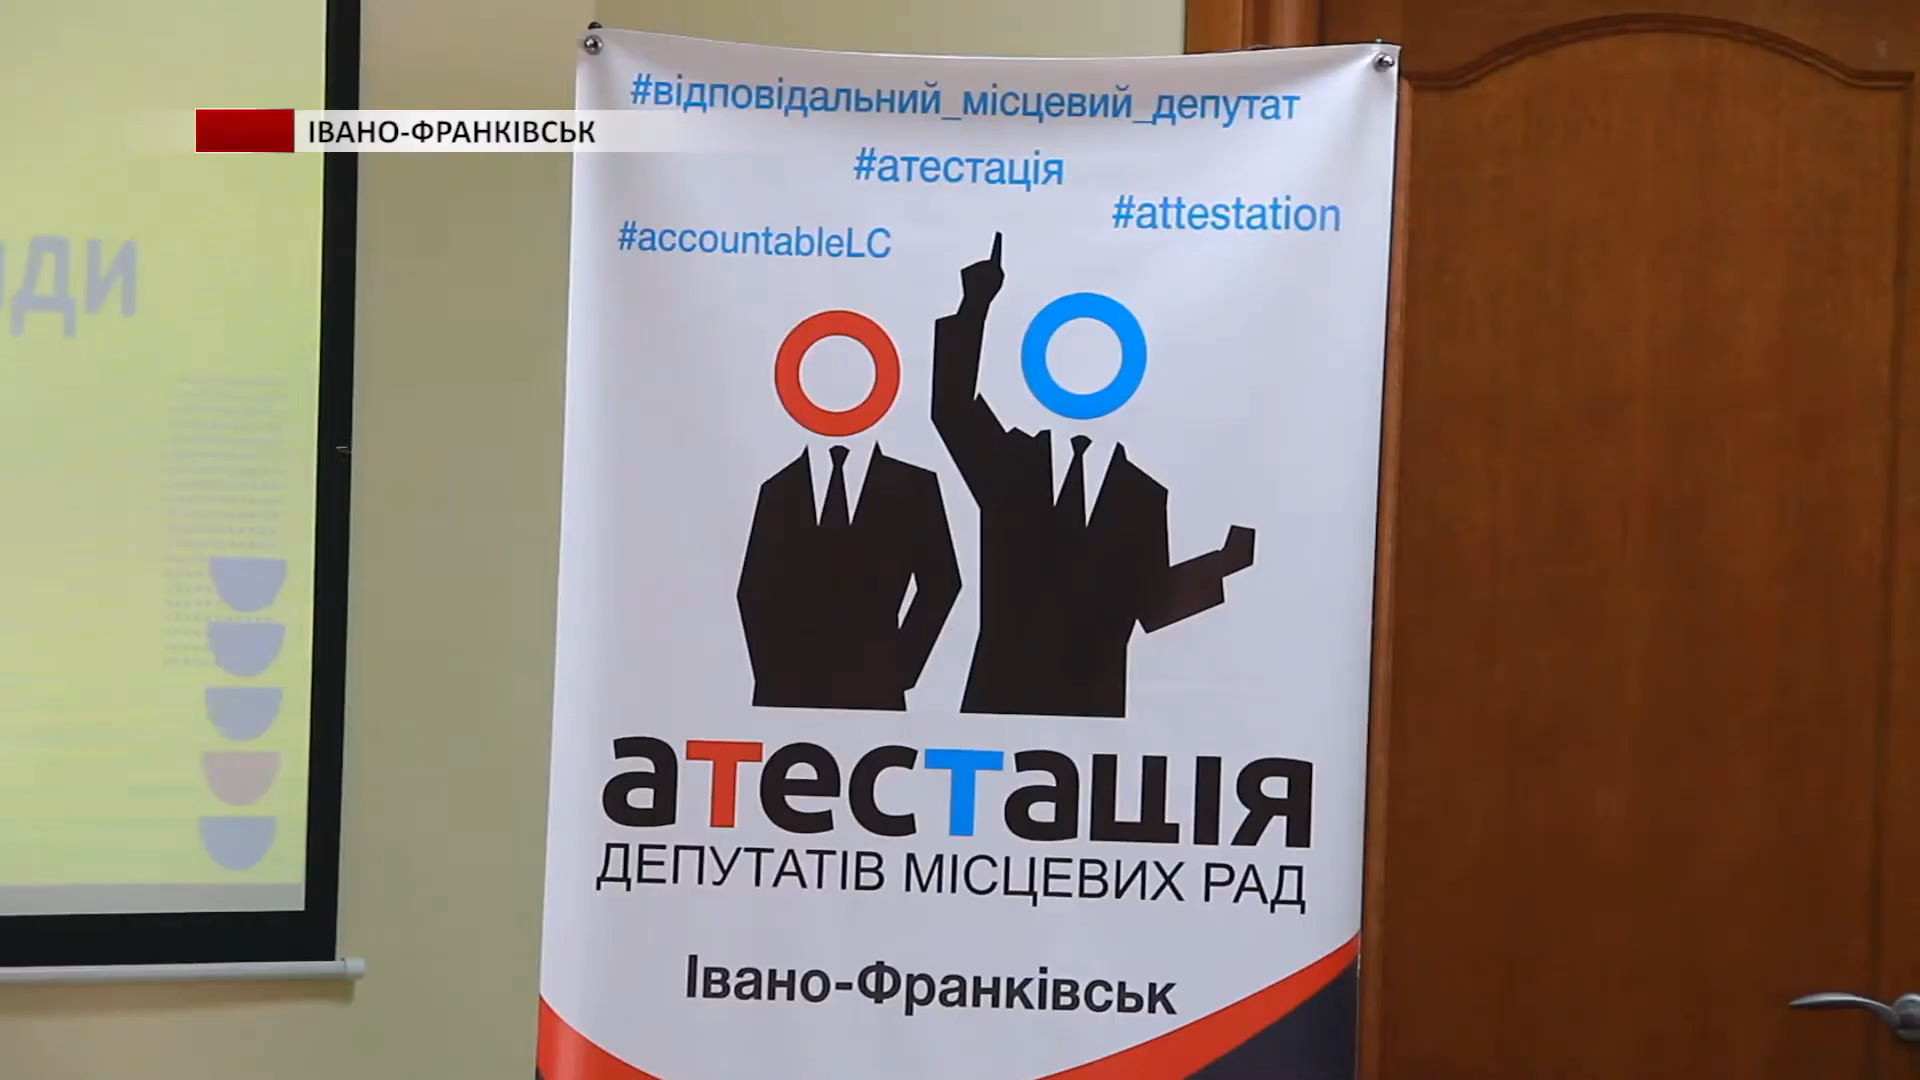 ІВАНО-ФРАНКІВСЬК
#відповідальний_місцевий_депутат
#атестація
#attestation
#accountableLC
атестація
ДЕПУТАТІВ МІСЦЕВИХ РАД
Івано-Франківськ